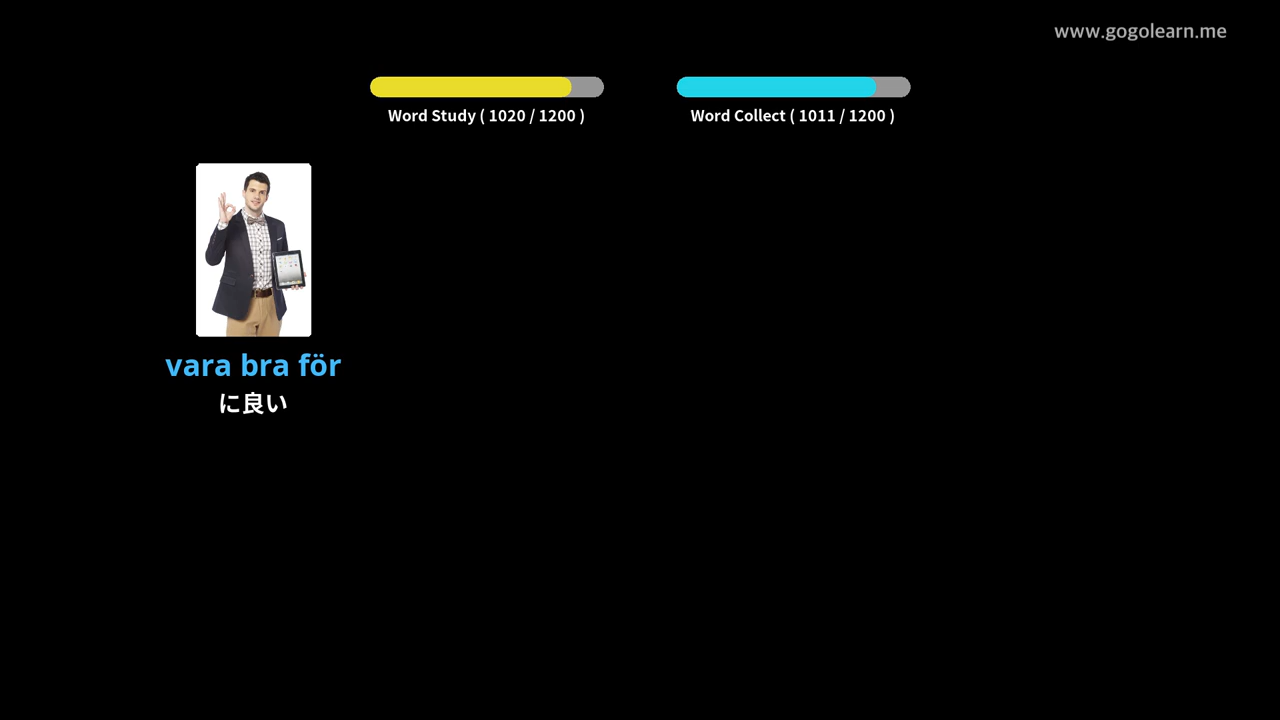 www.gogolearn.me
Word Study ( 1020 / 1200 )
Word Collect ( 1011 / 1200 )
vara bra för
に良い